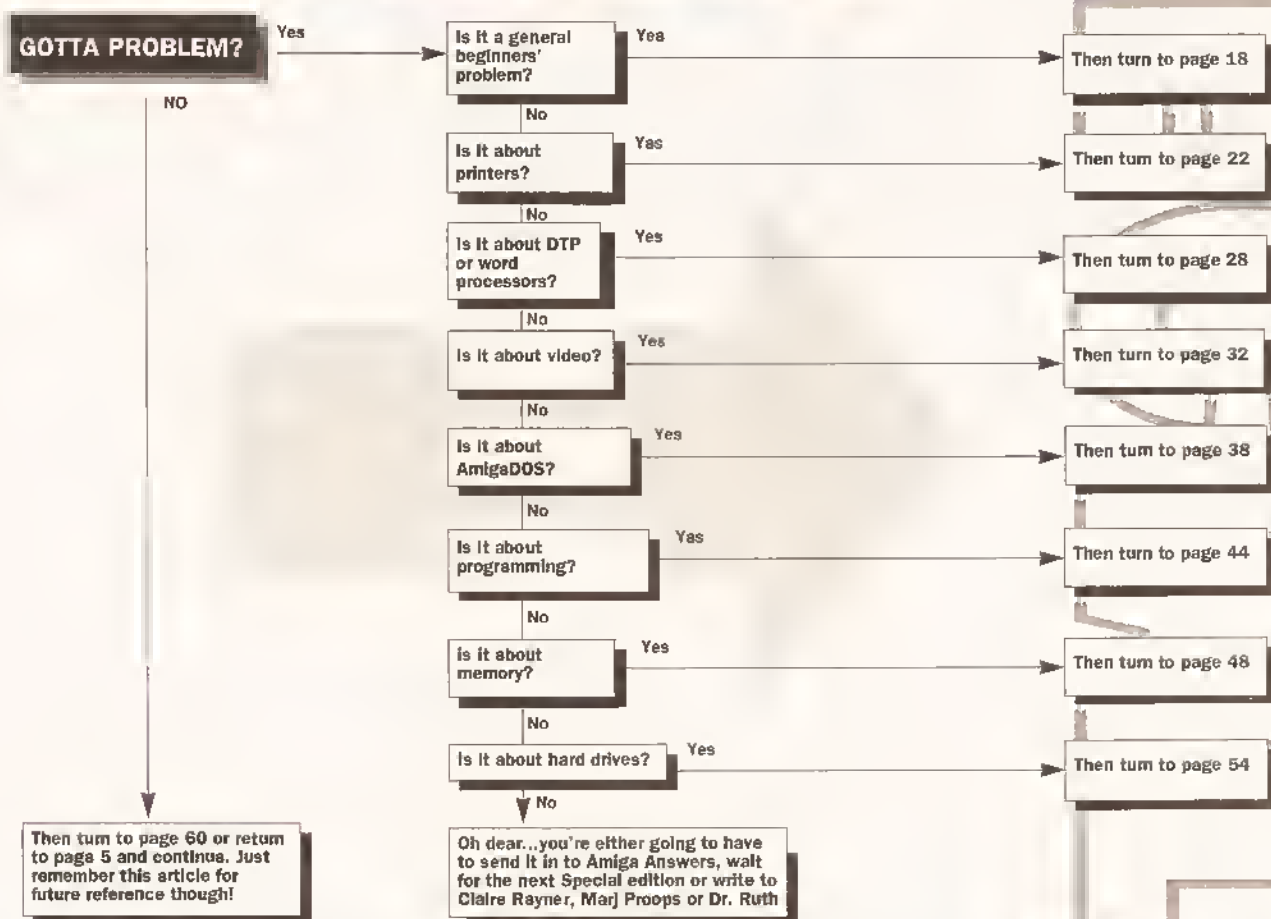 GOTTA PROBLEM?
Yes
NO
Is it a general
beginners'
problem?
Yes
Then turn to page 18
No
Is it about
printers?
Yes
Then turn to page 22
No
Is it about DTP
or word
processors?
Yes
Then turn to page 28
No
Is it about video?
Yes
Then turn to page 32
No
Is it about
AmigaDOS?
Yes
Then turn to page 38
No
Is it about
programming?
Yes
Then turn to page 44
No
is it about
memory?
Yes
Then turn to page 48
No
Is it about hard drives?
Yes
Then turn to page 54
No
Then turn to page 60 or return
to page 5 and continue. Just
remember this article for
future reference though!
Oh dear...you're either going to have
to send it in to Amiga Answers, wait
for the next Special edition or write to
Claire Rayner, Marj Proops or Dr. Ruth